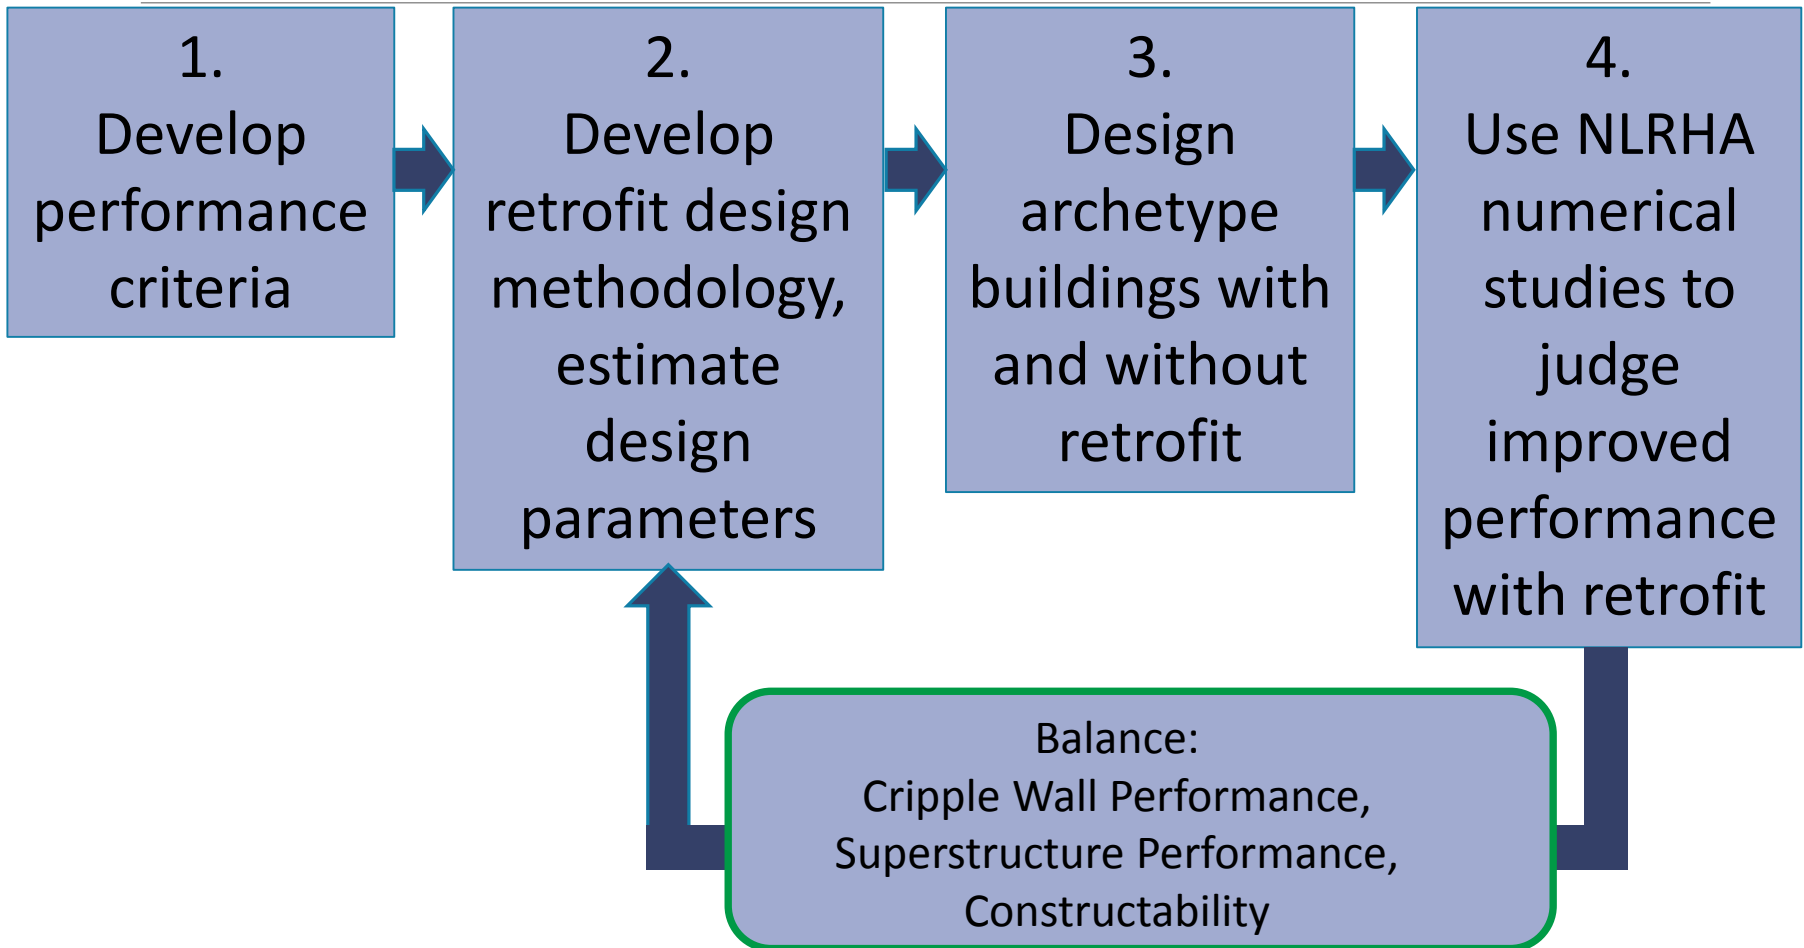 1.
Develop
performance
criteria
2.
Develop
retrofit design
methodology,
estimate
design
parameters
3.
Design
archetype
buildings with
and without
retrofit
4.
Use NLRHA
numerical
studies to
judge
improved
performance
with retrofit
Balance:
Cripple Wall Performance,
Superstructure Performance,
Constructability